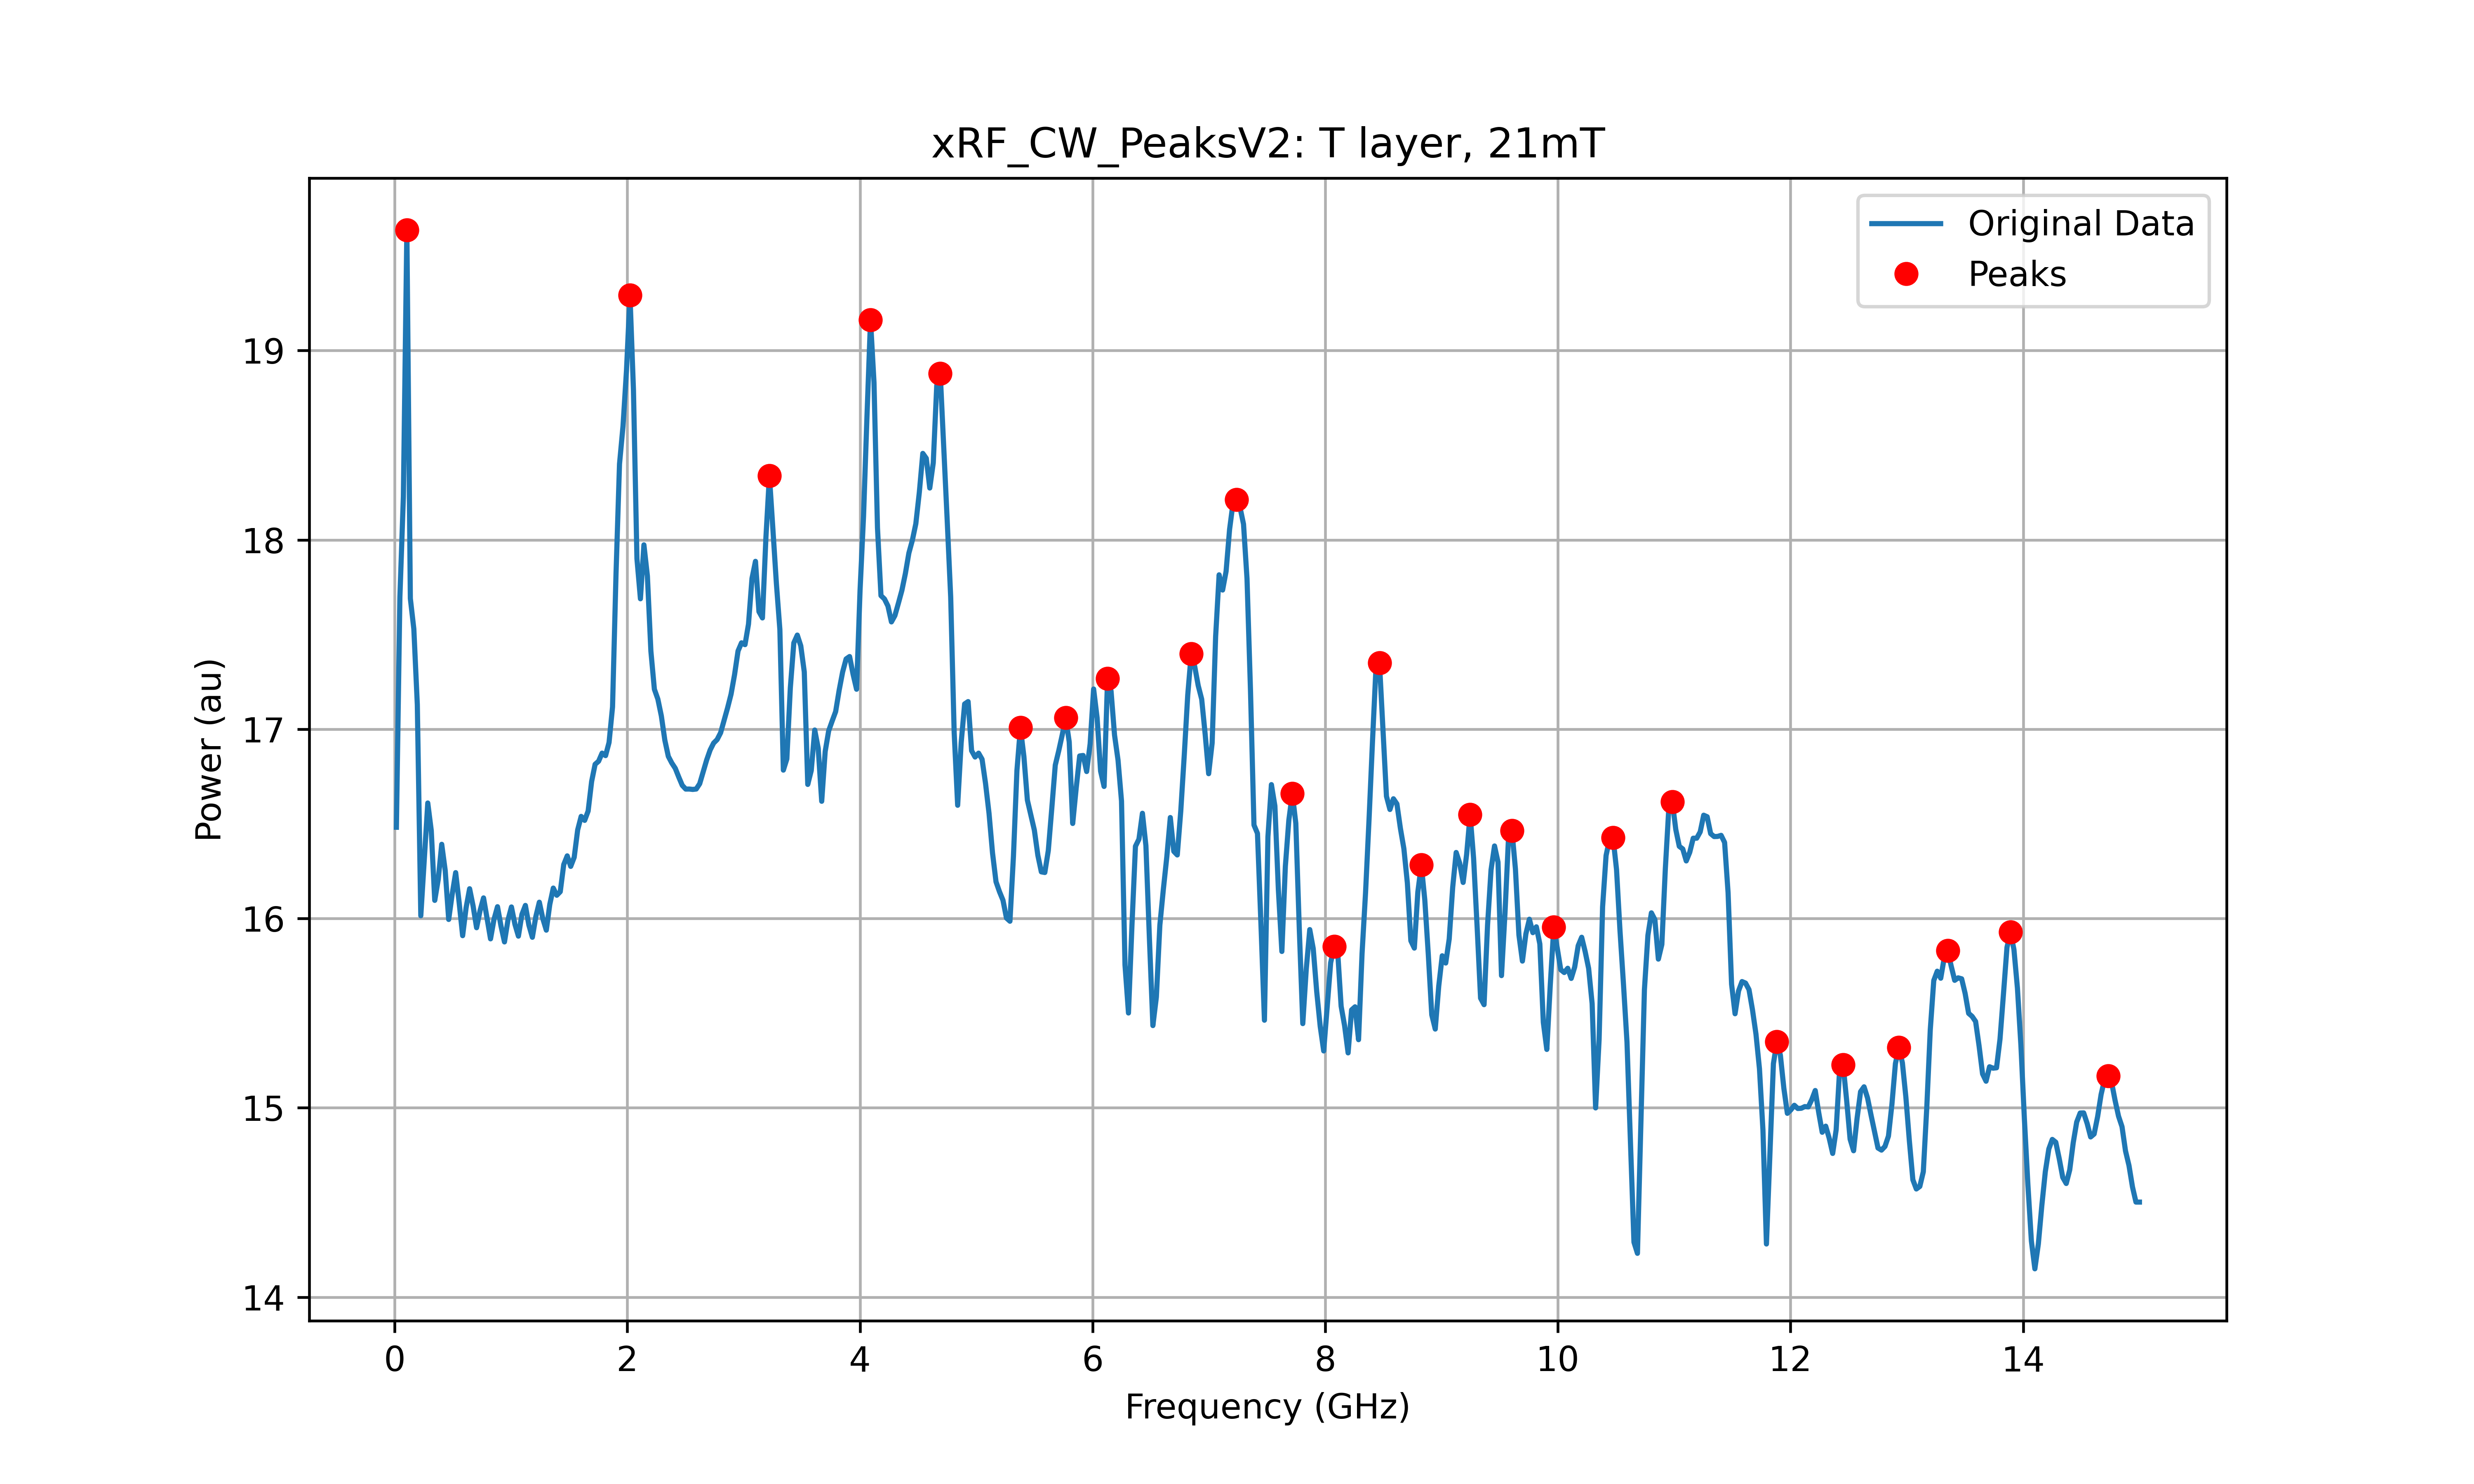 xRF_CW_PeaksV2: T layer, 21mT
Original Data
Peaks
Power (au)
19
18
17
16
15
14
0 2 4 6 8 10 12 14
Frequency (GHz)